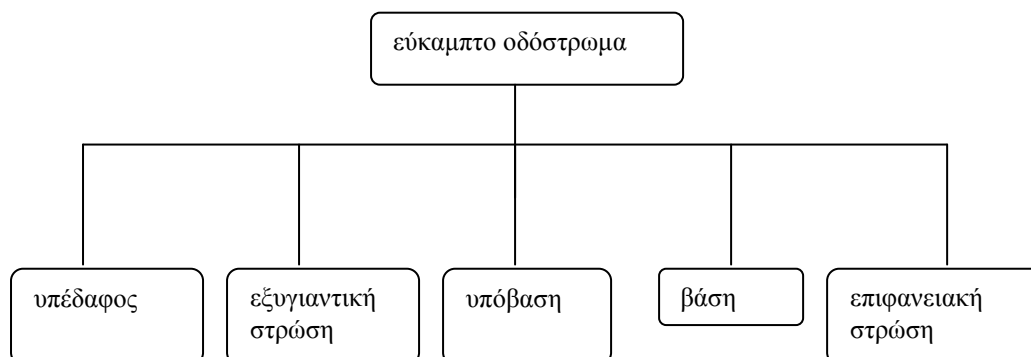 εύκαμπτο οδόστρωμα
υπέδαφος
εξυγιαντική
στρώση
υπόβαση
βάση
επιφανειακή
στρώση